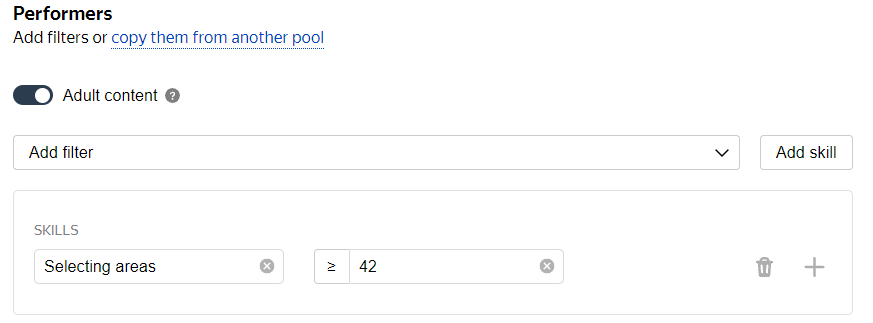 Performers
Add filters or copy them from another pool
Adult content ?
Add filter
Add skill
SKILLS
Selecting areas ≥ 42